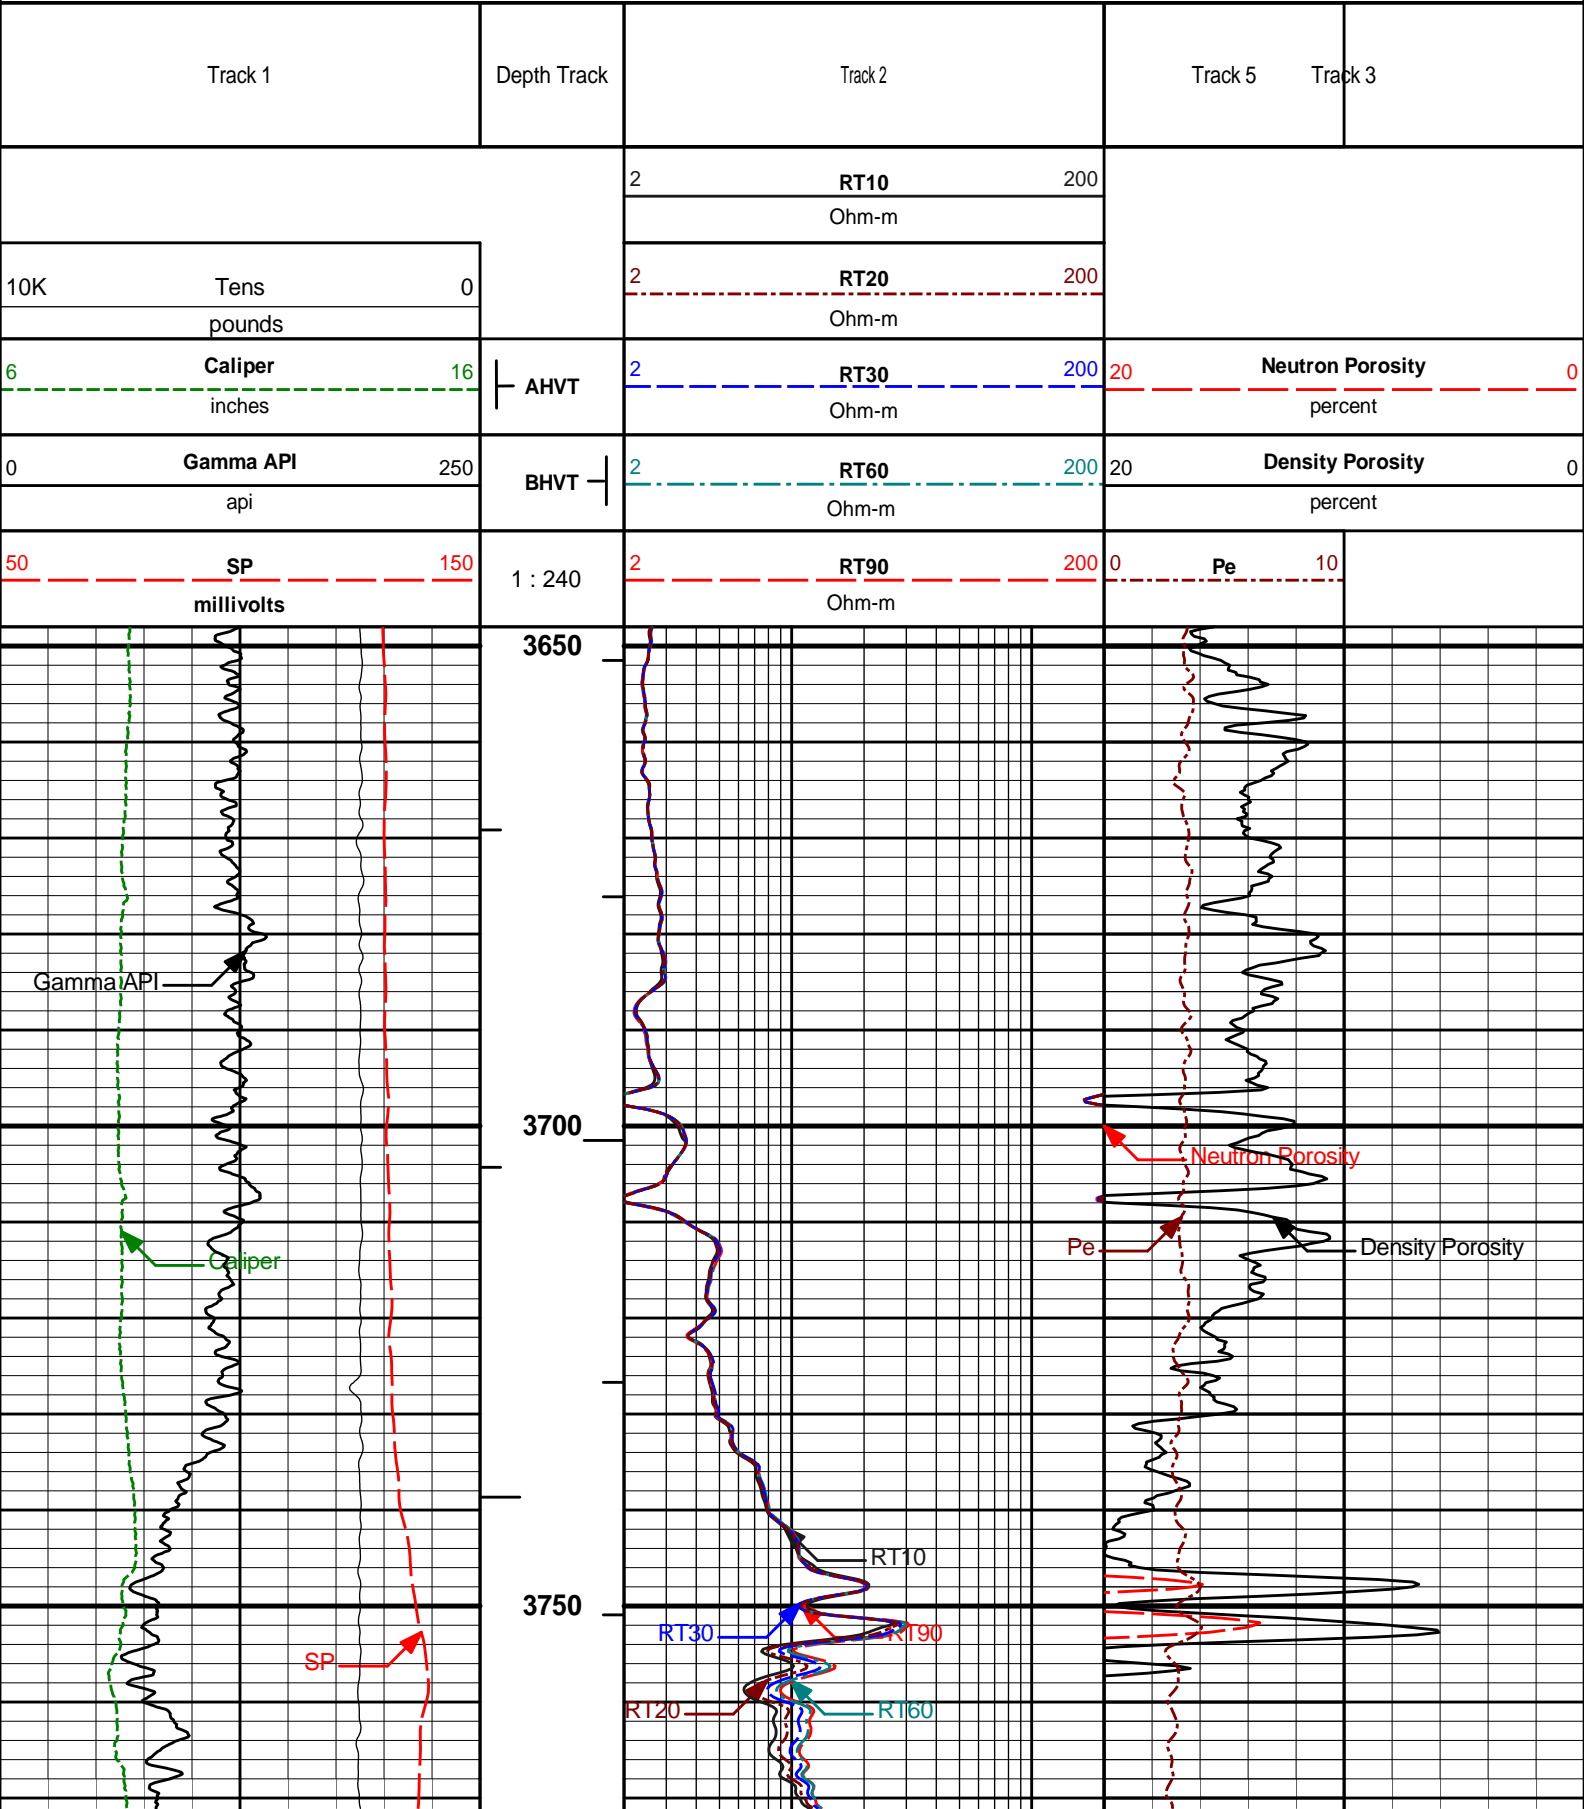 Track 1 Depth Track Track 2 Track 5 Track 3
2 RT10 200
Ohm-m
10K Tens 0
pounds
2 RT20 200
Ohm-m
6 Caliper 16
inches
AHVT
2 RT30 200
Ohm-m
20 Neutron Porosity 0
percent
0 Gamma API 250
api
BHVT
2 RT60 200
Ohm-m
20 Density Porosity 0
percent
50 SP 150
millivolts
1 : 240
2 RT90 200
Ohm-m
0 Pe 10
3650
Gamma API
3700
Neutron Porosity
Pe
Density Porosity
Caliper
RT10
3750
RT30
RT90
SP
RT20
RT60